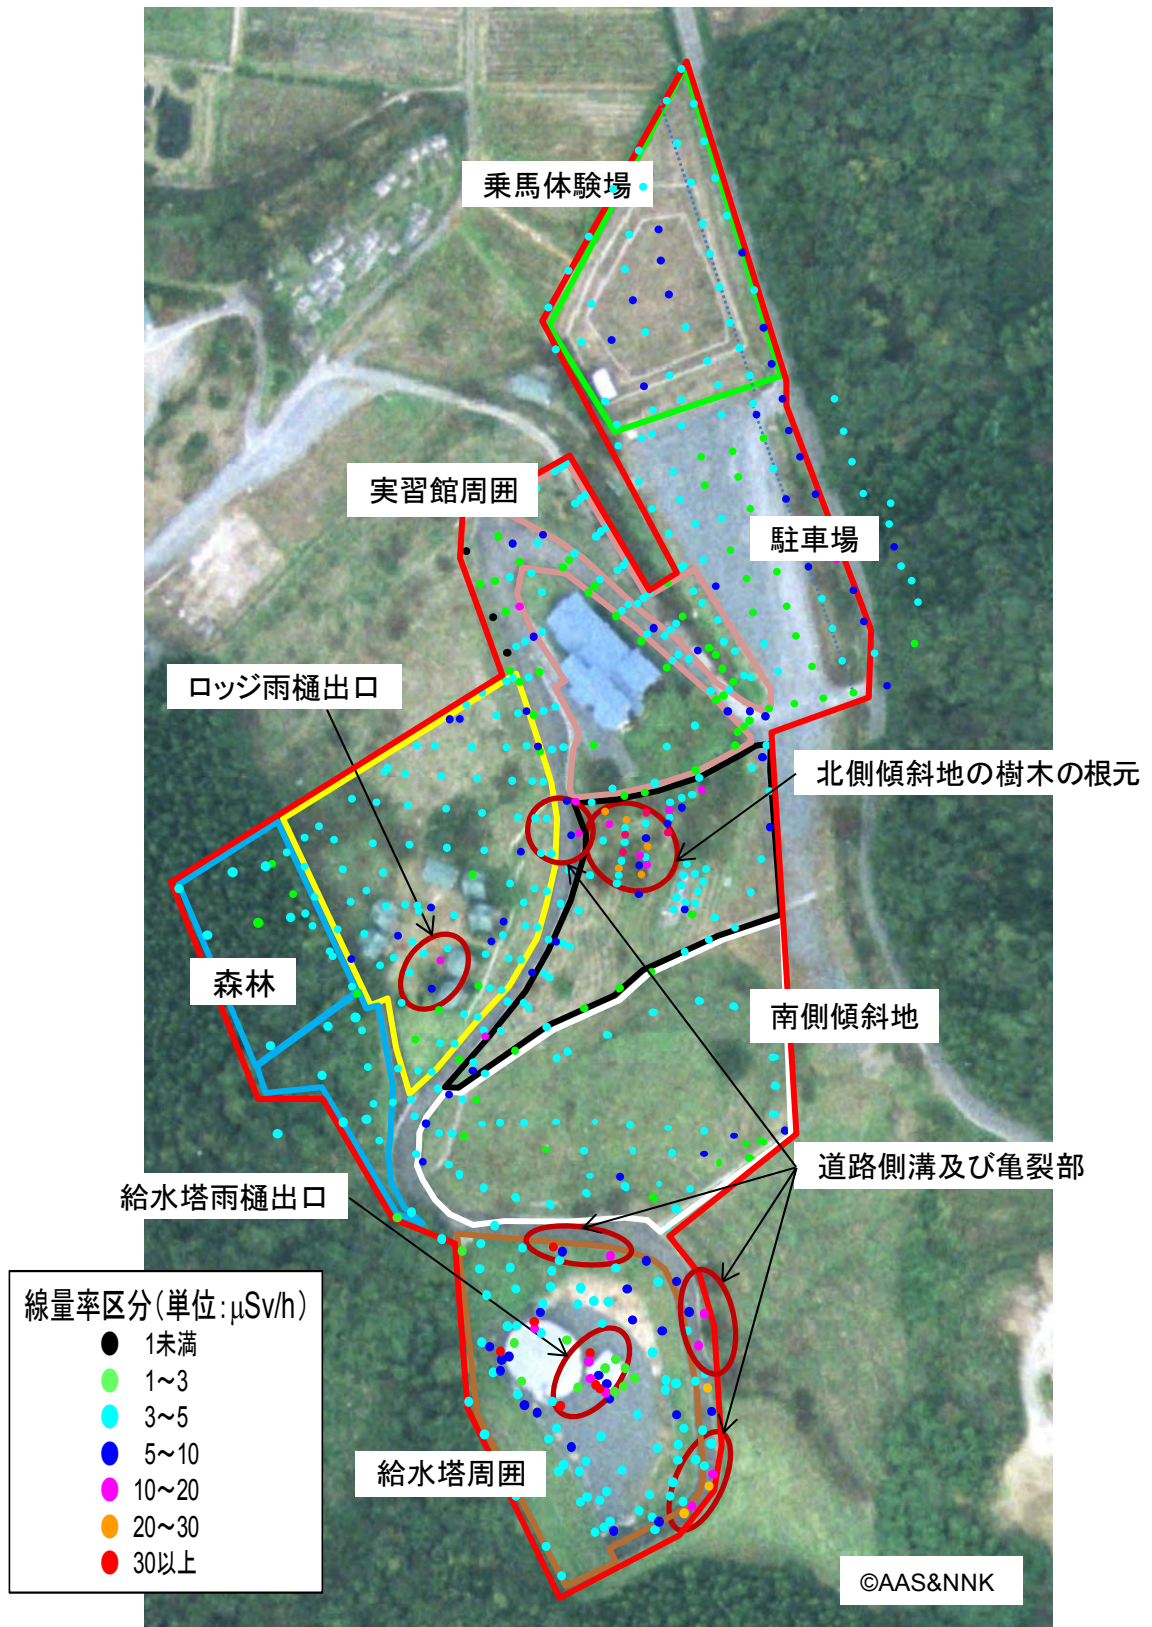 乗馬体験場
実習館周囲
駐車場
ロッジ雨樋出口
北側傾斜地の樹木の根元
森林
南側傾斜地
道路側溝及び亀裂部
給水塔雨樋出口
線量率区分(単位:μSv/h)
1未満
1~3
3~5
5~10
10~20
20~30
30以上
給水塔周囲
©AAS&NNK